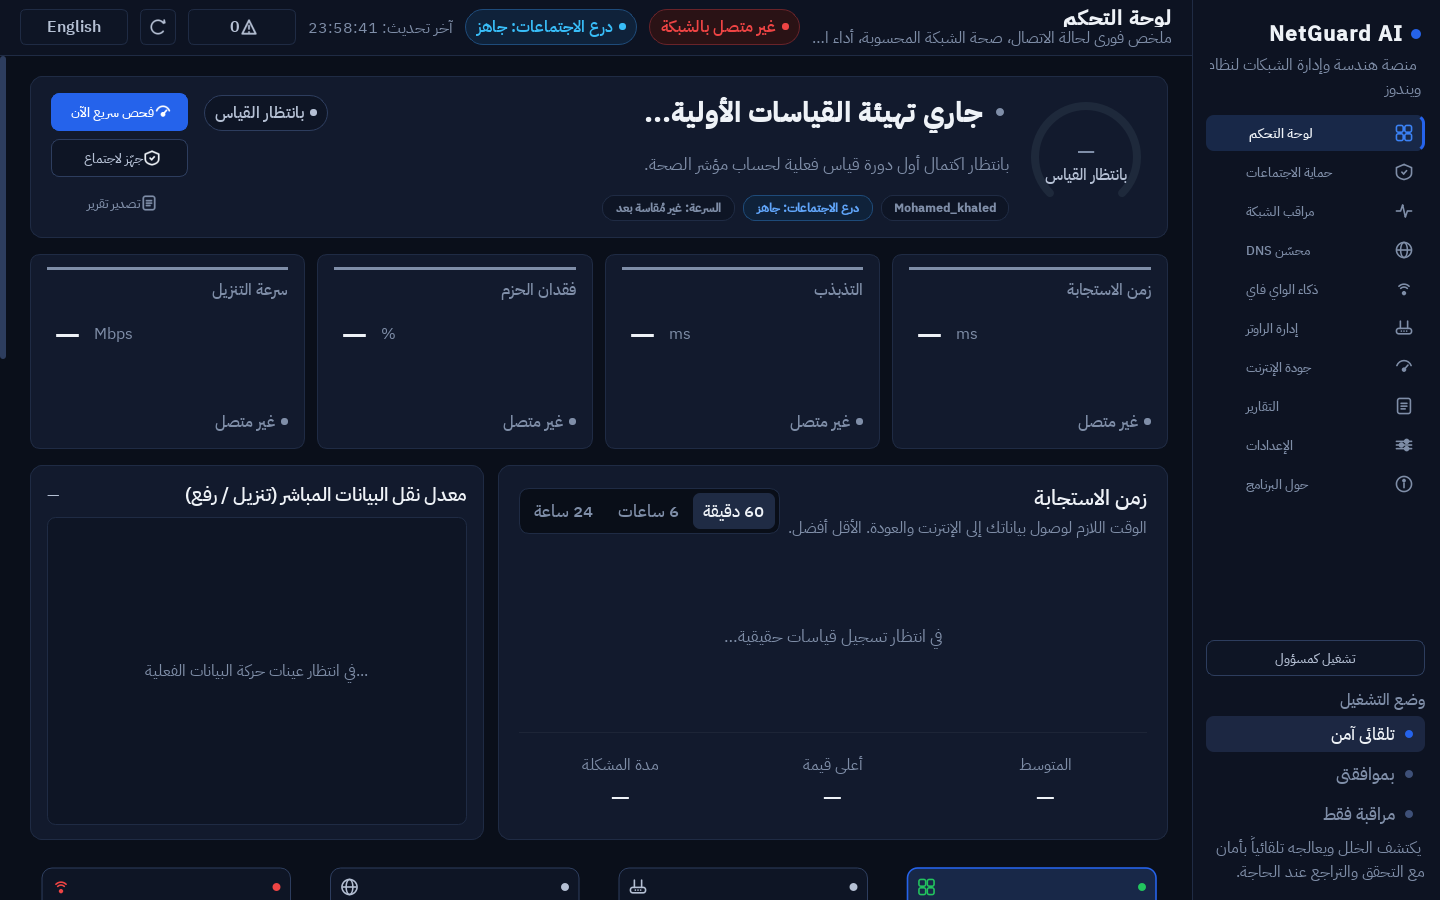 NetGuard AI
منصة هندسة وإدارة الشبكات لنظام
ويندوز
لوحة التحكم
حماية الاجتماعات
مراقب الشبكة
محسّن DNS
ذكاء الواي فاي
إدارة الراوتر
جودة الإنترنت
التقارير
الإعدادات
حول البرنامج
تشغيل كمسؤول
وضع التشغيل
تلقائي آمن
بموافقتي
مراقبة فقط
يكتشف الخلل ويعالجه تلقائياً بأمان
مع التحقق والتراجع عند الحاجة.
لوحة التحكم
ملخص فوري لحالة الاتصال، صحة الشبكة المحسوبة، أداء ا...
غير متصل بالشبكة
درع الاجتماعات: جاهز
آخر تحديث: 23:58:41
0
English
—
بانتظار القياس
جاري تهيئة القياسات الأولية...
بانتظار اكتمال أول دورة قياس فعلية لحساب مؤشر الصحة.
Mohamed_khaled
درع الاجتماعات: جاهز
السرعة: غير مُقاسة بعد
بانتظار القياس
فحص سريع الآن
جهّز لاجتماع
تصدير تقرير
زمن الاستجابة
— ms
غير متصل
التذبذب
— ms
غير متصل
فقدان الحزم
— %
غير متصل
سرعة التنزيل
— Mbps
غير متصل
زمن الاستجابة
الوقت اللازم لوصول بياناتك إلى الإنترنت والعودة. الأقل أفضل.
60 دقيقة
6 ساعات
24 ساعة
في انتظار تسجيل قياسات حقيقية...
المتوسط
—
أعلى قيمة
—
مدة المشكلة
—
معدل نقل البيانات المباشر (تنزيل / رفع)
—
في انتظار عينات حركة البيانات الفعلية...